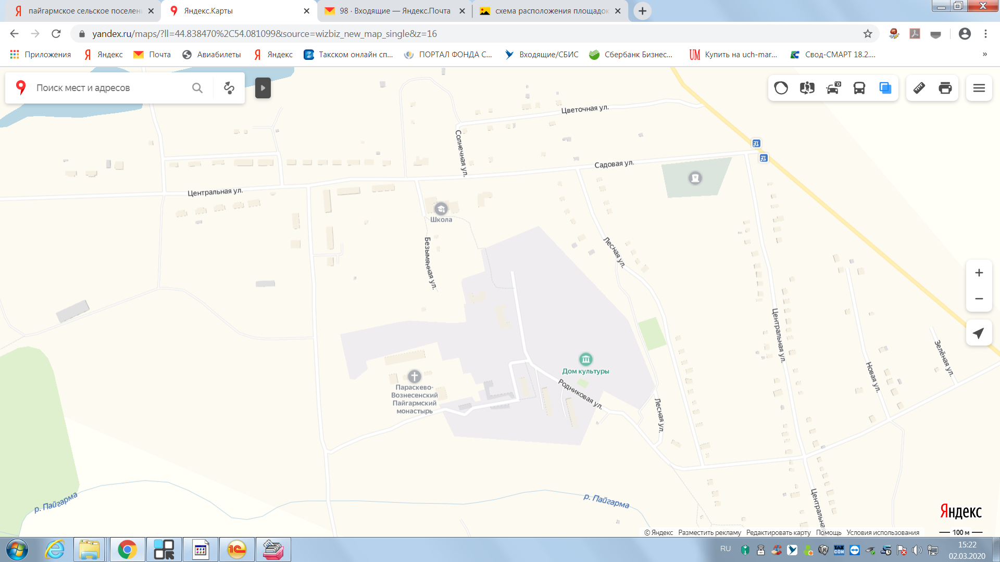 пайгармское сельское поселен
Яндекс.Карты
98 · Входящие — Яндекс.Почта
схема расположения площадок
yandex.ru/maps/?ll=44.838470%2C54.081099&source=wizbiz_new_map_single&z=16
Приложения
Яндекс
Почта
Авиабилеты
Яндекс
Такском онлайн сп...
ПОРТАЛ ФОНДА С...
Входящие/СБИС
Сбербанк Бизнес...
UM
Купить на uch-mar...
Свод-СМАРТ 18.2....
»
Поиск мест и адресов
Цветочная ул.
Солнечная ул.
Садовая ул.
Центральная ул.
Школа
Безымянная ул.
Лесная ул.
Центральная ул.
Зелёная ул.
Новая ул.
Дом культуры
Родниковая ул.
Параскево-
Вознесенский
Пайгармский
монастырь
Лесная ул.
р. Пайгарма
р. Пайгарма
Центральна
Яндекс
© Яндекс Разместить рекламу Редактировать карту Помощь Условия использования
100 м
RU
15:22
02.03.2020